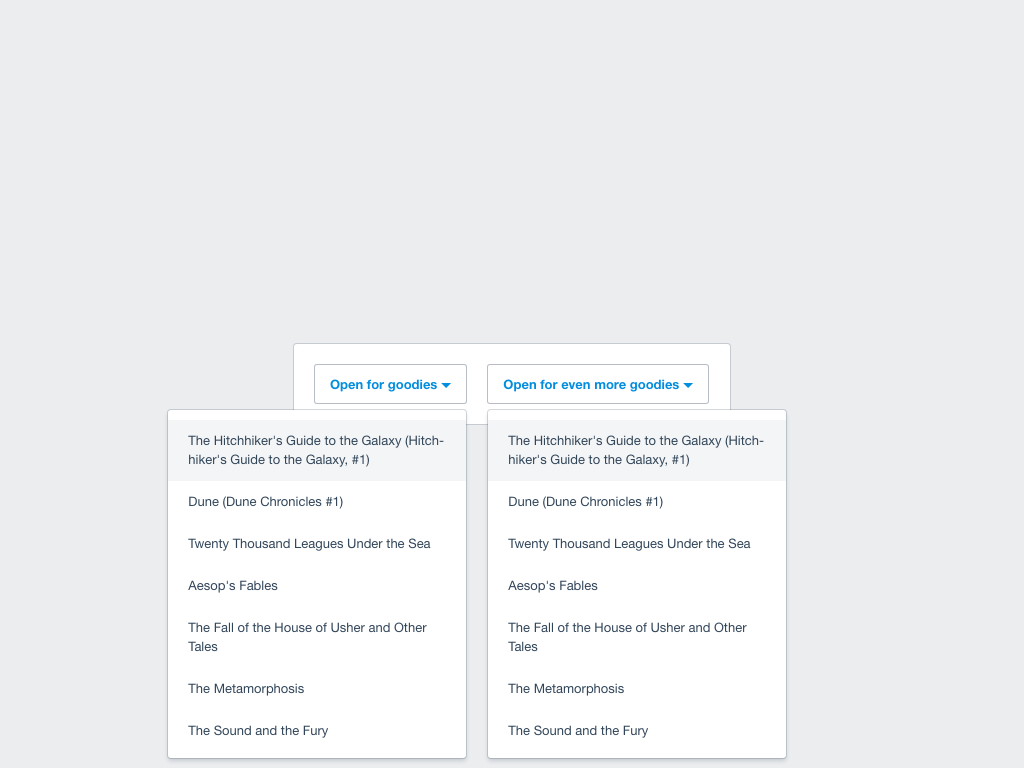 Open for goodies
Open for even more goodies
The Hitchhiker's Guide to the Galaxy (Hitch-
hiker's Guide to the Galaxy, #1)
Dune (Dune Chronicles #1)
Twenty Thousand Leagues Under the Sea
Aesop's Fables
The Fall of the House of Usher and Other
Tales
The Metamorphosis
The Sound and the Fury
The Hitchhiker's Guide to the Galaxy (Hitch-
hiker's Guide to the Galaxy, #1)
Dune (Dune Chronicles #1)
Twenty Thousand Leagues Under the Sea
Aesop's Fables
The Fall of the House of Usher and Other
Tales
The Metamorphosis
The Sound and the Fury